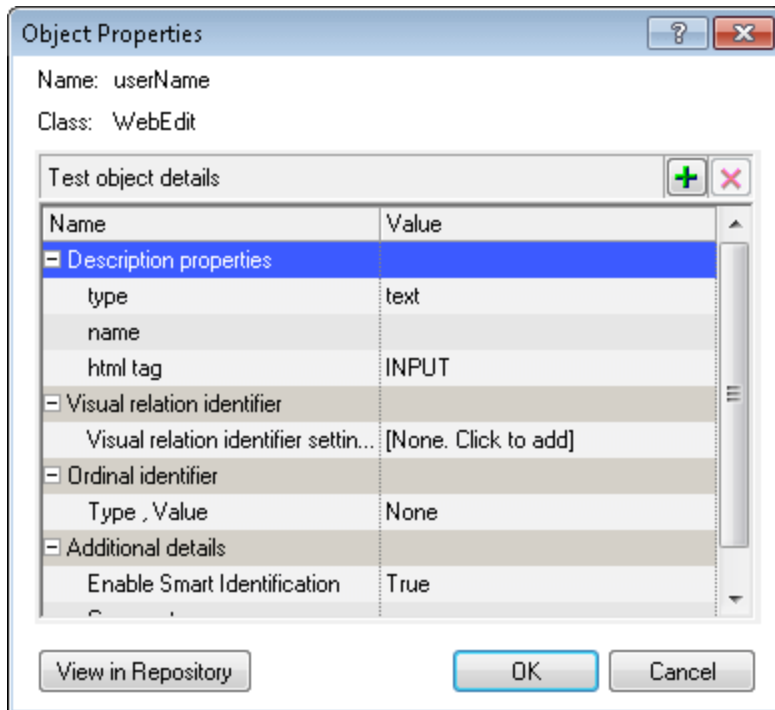 Object Properties
Name: userName
Class: WebEdit
Test object details
Name Value
Description properties
type text
name
html tag INPUT
Visual relation identifier
Visual relation identifier settin... [None. Click to add]
Ordinal identifier
Type , Value None
Additional details
Enable Smart Identification True
View in Repository OK Cancel